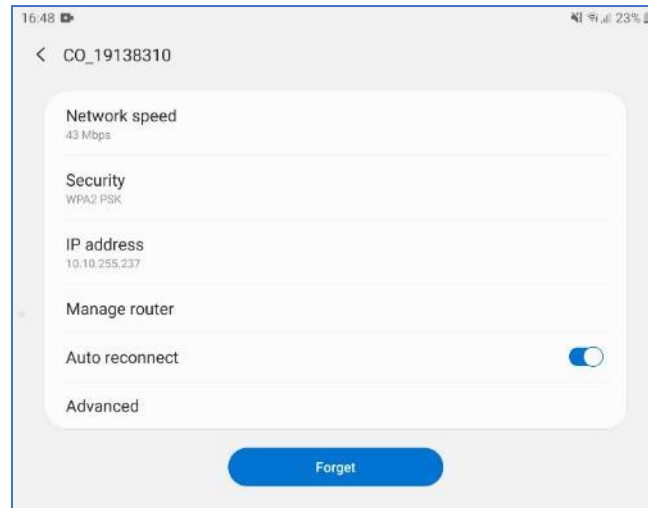 16:48 23%
CO_19138310
Network speed
43 Mbps
Security
WPA2 PSK
IP address
10.10.255.237
Manage router
Auto reconnect
Advanced
Forget